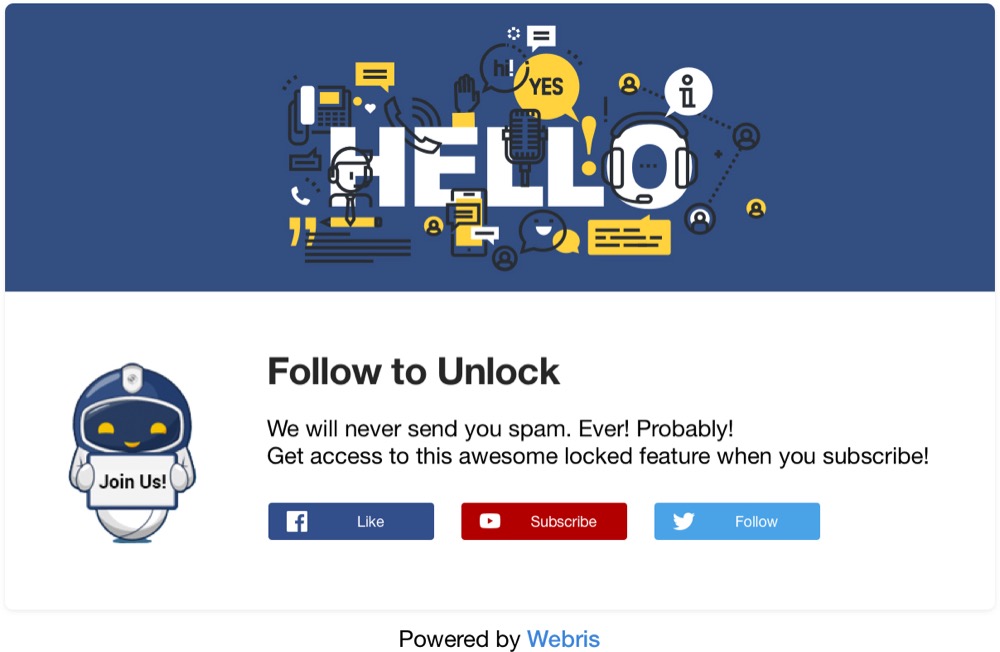 hi!
YES
i
HELLO
!
Follow to Unlock
We will never send you spam. Ever! Probably!
Get access to this awesome locked feature when you subscribe!
Join Us!
Like
Subscribe
Follow
Powered by Webris